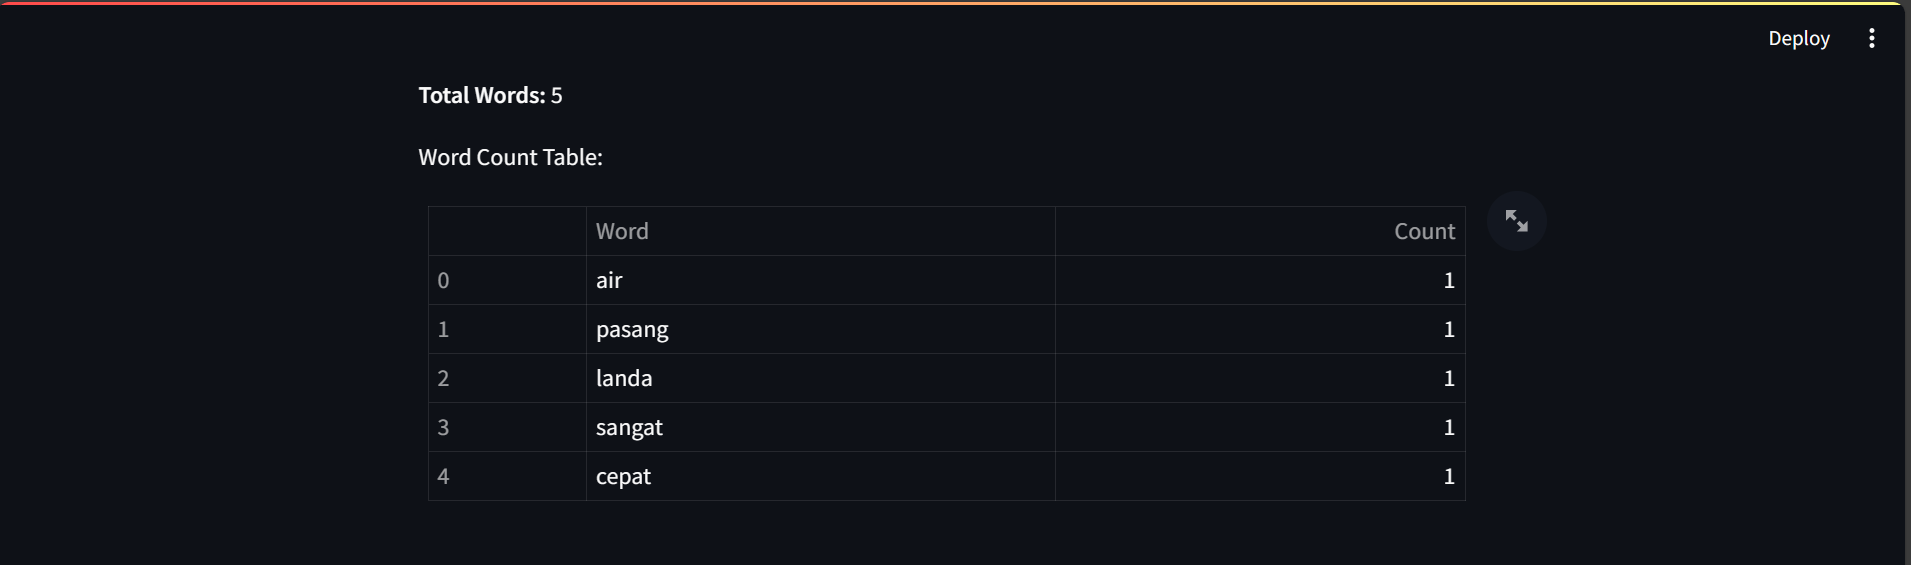 Deploy
Total Words: 5
Word Count Table:
Word Count
0 air 1
1 pasang 1
2 landa 1
3 sangat 1
4 cepat 1